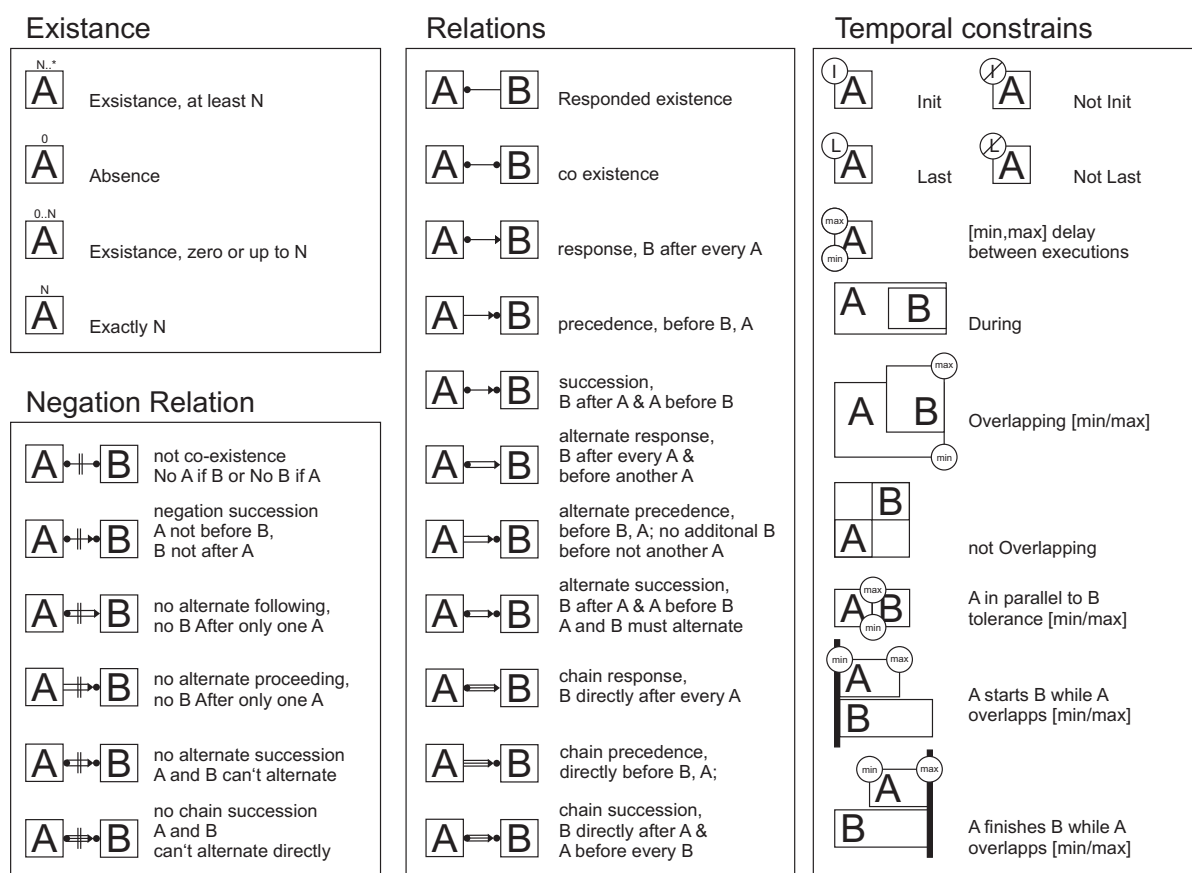 Existance
N..*
A
Exsistance, at least N
0
A
Absence
0..N
A
Exsistance, zero or up to N
N
A
Exactly N
Negation Relation
A B
not co-existence
No A if B or No B if A
A B
negation succession
A not before B,
B not after A
A B
no alternate following,
no B After only one A
A B
no alternate proceeding,
no B After only one A
A B
no alternate succession
A and B can't alternate
A B
no chain succession
A and B
can't alternate directly
Relations
A B
Responded existence
A B
co existence
A B
response, B after every A
A B
precedence, before B, A
A B
succession,
B after A & A before B
A B
alternate response,
B after every A &
before another A
A B
alternate precedence,
before B, A; no additonal B
before not another A
A B
alternate succession,
B after A & A before B
A and B must alternate
A B
chain response,
B directly after every A
A B
chain precedence,
directly before B, A;
A B
chain succession,
B directly after A &
A before every B
Temporal constrains
I
A
Init
I
A
Not Init
L
A
Last
L
A
Not Last
max
A
min
[min,max] delay
between executions
A B
During
max
A B
min
Overlapping [min/max]
B
A
not Overlapping
max
A B
min
A in parallel to B
tolerance [min/max]
min max
A
B
A starts B while A
overlapps [min/max]
min max
A
B
A finishes B while A
overlapps [min/max]